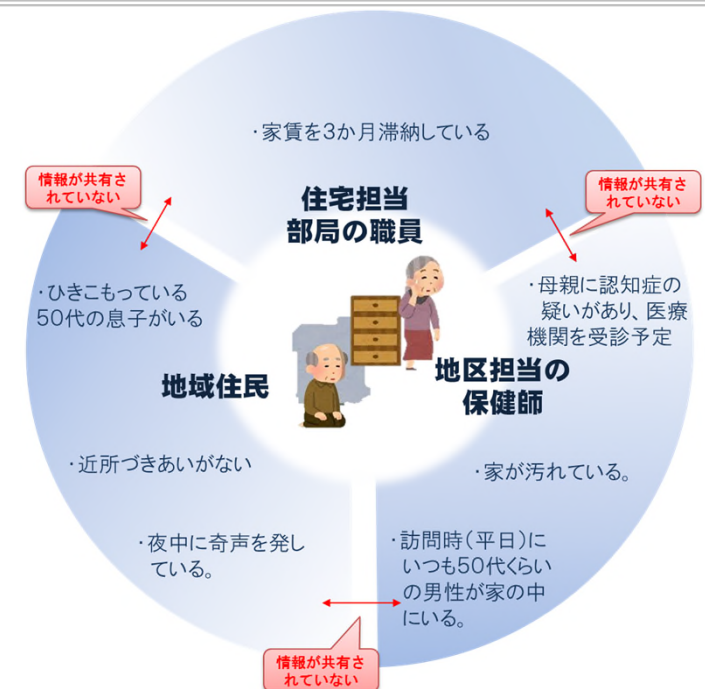 ・家賃を3か月滞納している
情報が共有さ
れていない
住宅担当
部局の職員
情報が共有さ
れていない
・ひきこもっている
50代の息子がいる
・母親に認知症の
疑いがあり、医療
機関を受診予定
地域住民
地区担当の
保健師
・近所づきあいがない
・家が汚れている。
・夜中に奇声を発し
ている。
・訪問時(平日)に
いつも50代くらい
の男性が家の中
にいる。
情報が共有さ
れていない